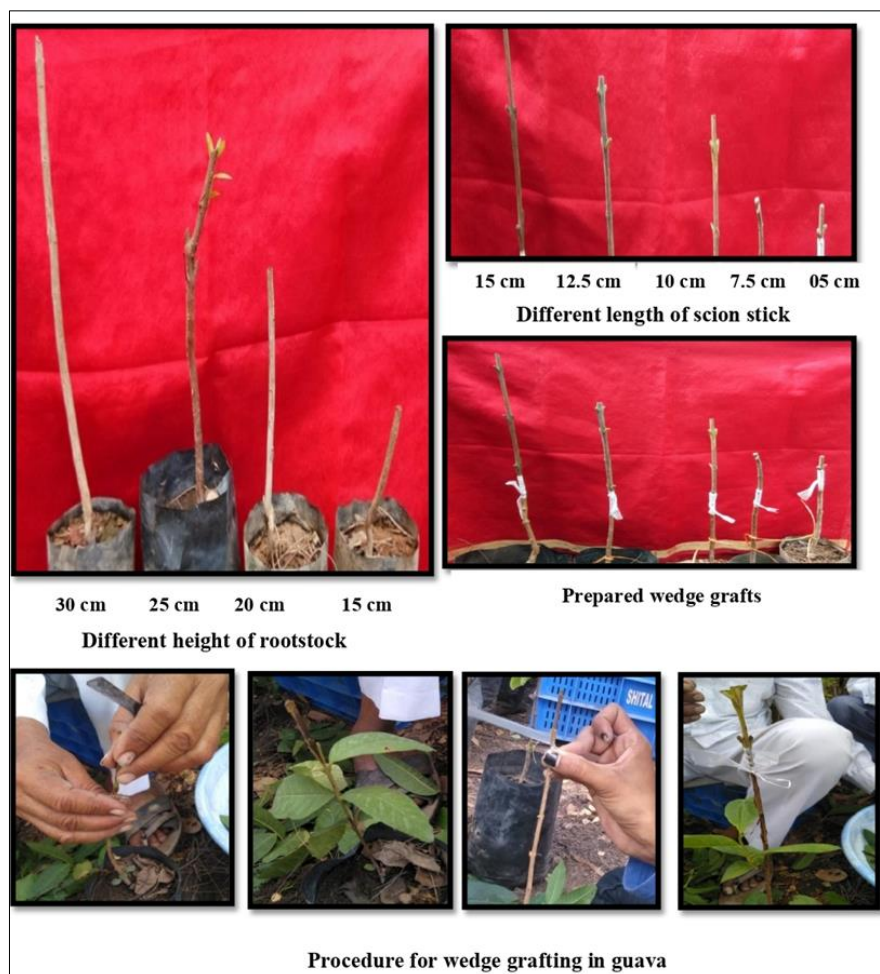 15 cm 12.5 cm 10 cm 7.5 cm 05 cm
Different length of scion stick
30 cm 25 cm 20 cm 15 cm
Different height of rootstock
Prepared wedge grafts
SHITAL
Procedure for wedge grafting in guava